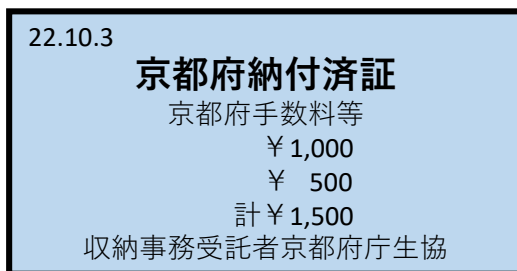 22.10.3
京都府納付済証
京都府手数料等
￥1,000
￥ 500
計￥1,500
収納事務受託者京都府庁生協